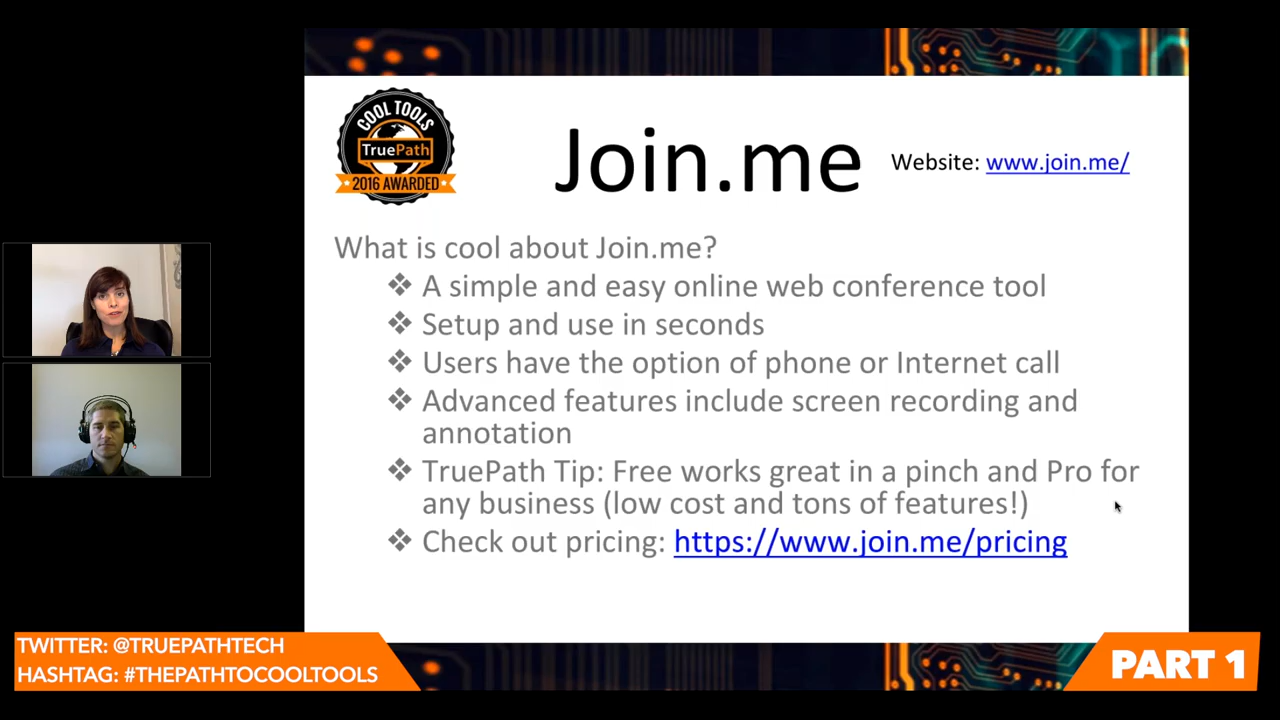 COOL TOOLS
TruePath
2016 AWARDED
Join.me
Website: www.join.me/
What is cool about Join.me?
❖ A simple and easy online web conference tool
❖ Setup and use in seconds
❖ Users have the option of phone or Internet call
❖ Advanced features include screen recording and
annotation
❖ TruePath Tip: Free works great in a pinch and Pro for
any business (low cost and tons of features!)
❖ Check out pricing: https://www.join.me/pricing
TWITTER: @TRUEPATHTECH
HASHTAG: #THEPATHTOCOOLTOOLS
PART 1